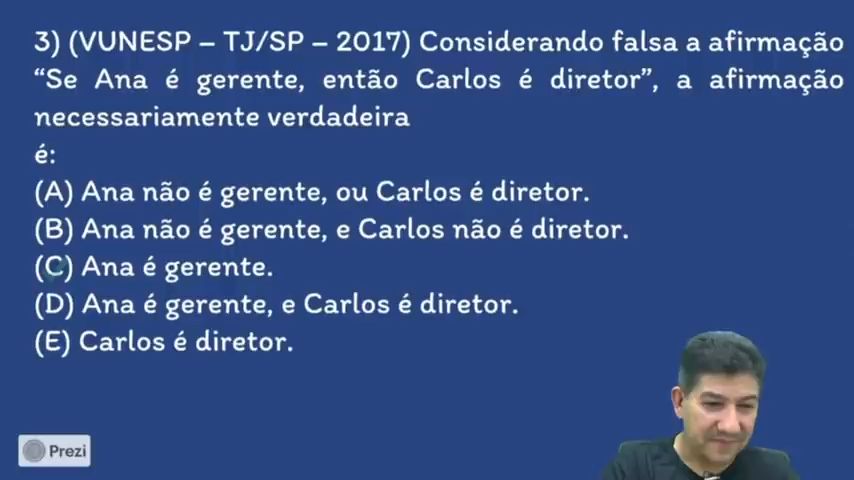 3) (VUNESP – TJ/SP – 2017) Considerando falsa a afirmação
“Se Ana é gerente, então Carlos é diretor”, a afirmação
necessariamente verdadeira
é:
(A) Ana não é gerente, ou Carlos é diretor.
(B) Ana não é gerente, e Carlos não é diretor.
(C) Ana é gerente.
(D) Ana é gerente, e Carlos é diretor.
(E) Carlos é diretor.
Prezi